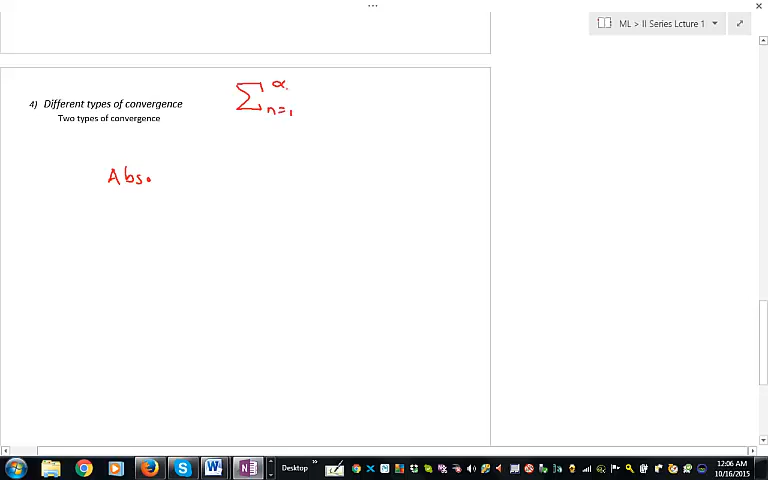 ...
ML > II Series Lcture 1
4) Different types of convergence
Two types of convergence
∑ n=1 ∝
Abs.
Desktop
12:06 AM
10/16/2015